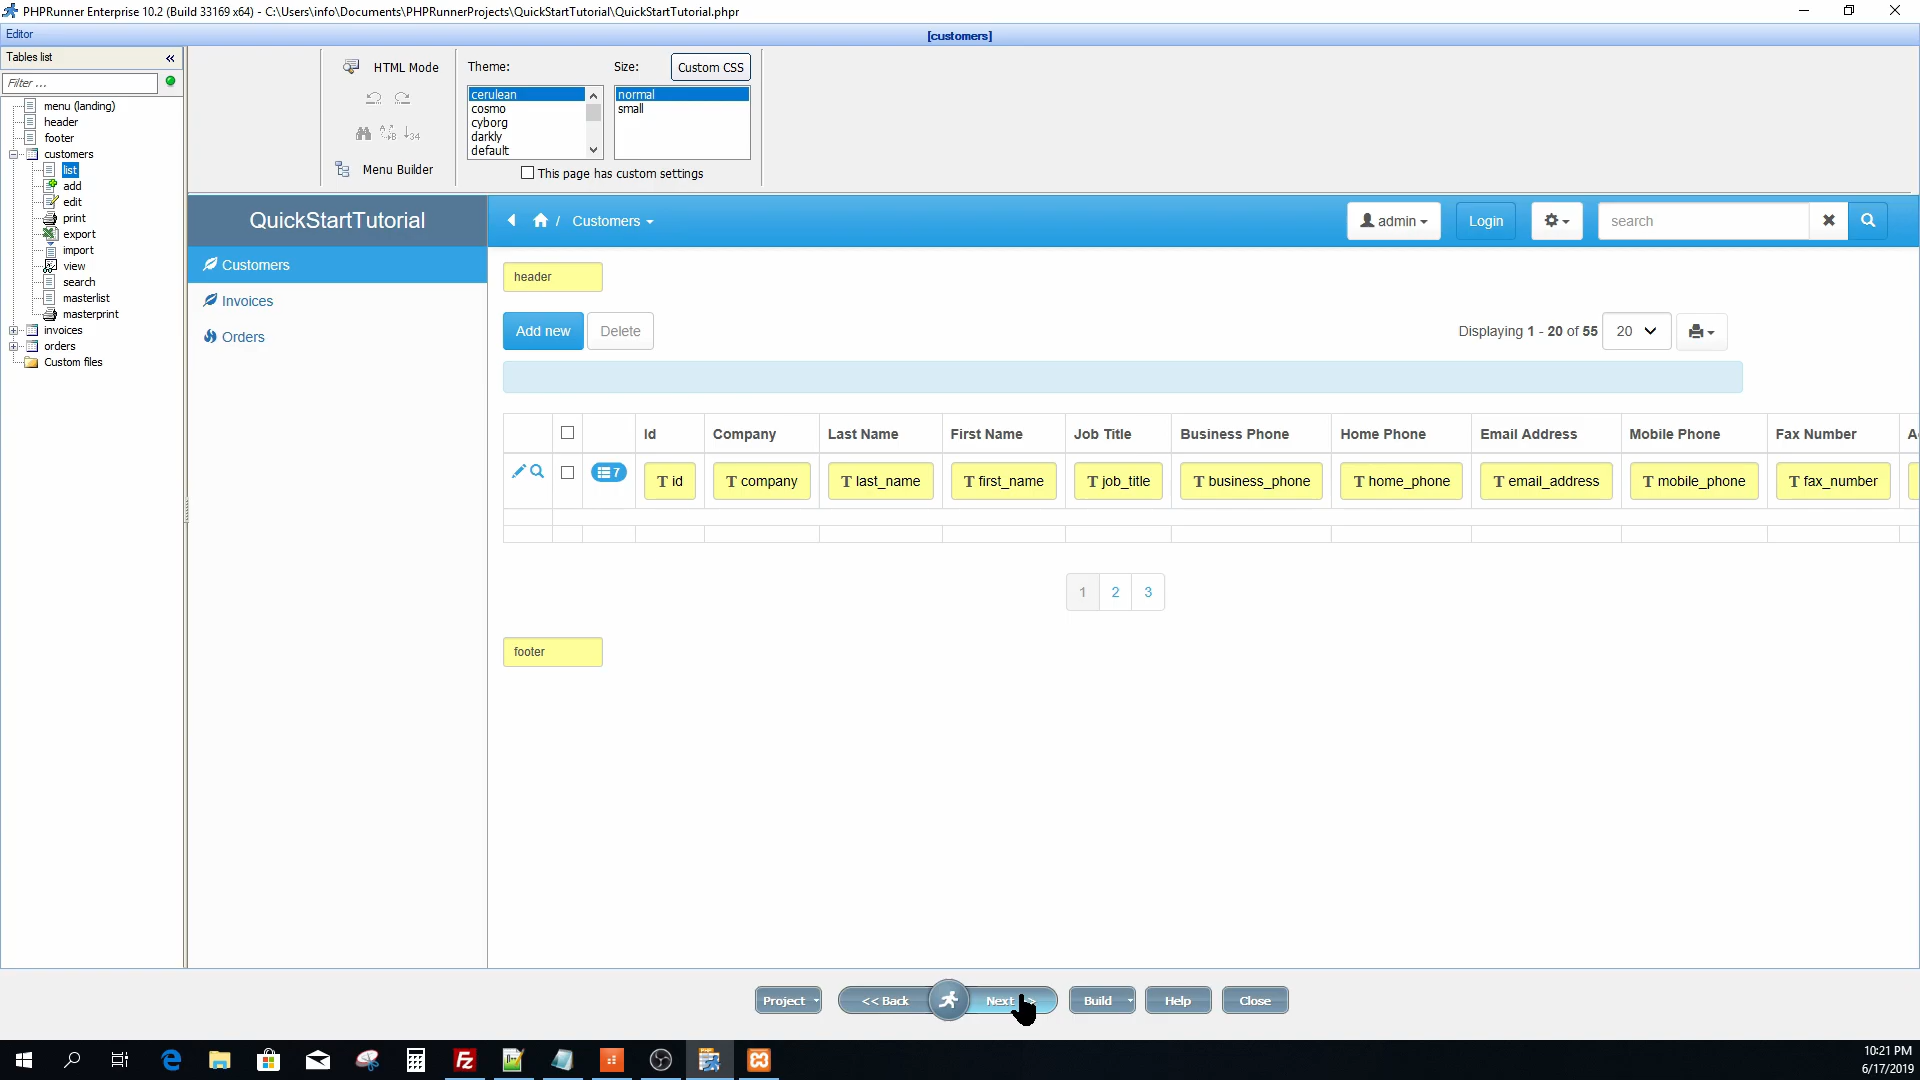 PHPRunner Enterprise 10.2 (Build 33169 x64) - C:\Users\info\Documents\PHPRunnerProjects\QuickStartTutorial\QuickStartTutorial.phpr
Editor
[customers]
Tables list
«
Filter ...
menu (landing)
header
footer
customers
list
add
edit
print
export
import
view
search
masterlist
masterprint
invoices
orders
Custom files
HTML Mode
Menu Builder
Theme:
cerulean
cosmo
cyborg
darkly
default
Size:
Custom CSS
normal
small
This page has custom settings
QuickStartTutorial
/ Customers
admin
Login
search
Customers
Invoices
Orders
header
Add new
Delete
Displaying 1 - 20 of 55
20
Id
Company
Last Name
First Name
Job Title
Business Phone
Home Phone
Email Address
Mobile Phone
Fax Number
7
T id
T company
T last_name
T first_name
T job_title
T business_phone
T home_phone
T email_address
T mobile_phone
T fax_number
1 2 3
footer
Project
<< Back
Next
Build
Help
Close
10:21 PM
6/17/2019